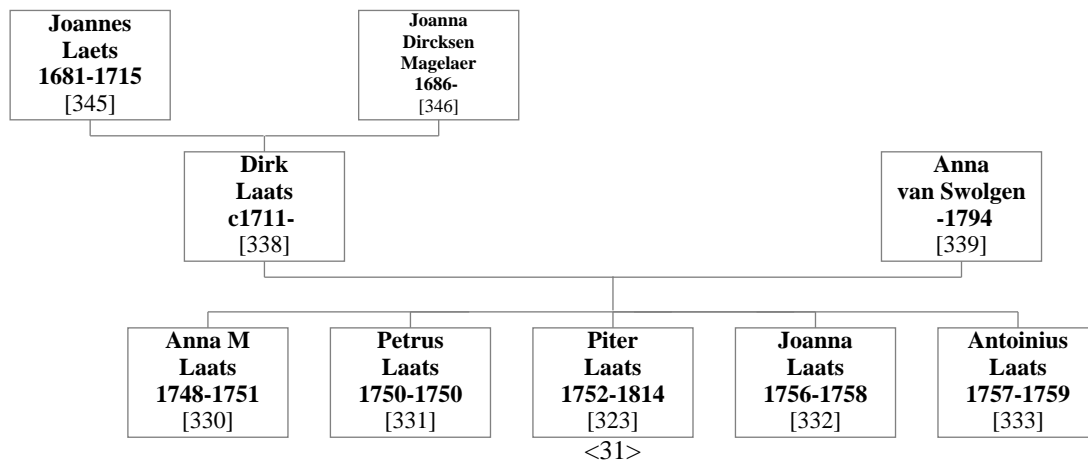 Joannes
Laets
1681-1715
[345]
Joanna
Dircksen
Magelaer
1686-
[346]
Dirk
Laats
c1711-
[338]
Anna
van Swolgen
-1794
[339]
Anna M
Laats
1748-1751
[330]
Petrus
Laats
1750-1750
[331]
Piter
Laats
1752-1814
[323]
<31>
Joanna
Laats
1756-1758
[332]
Antoinius
Laats
1757-1759
[333]